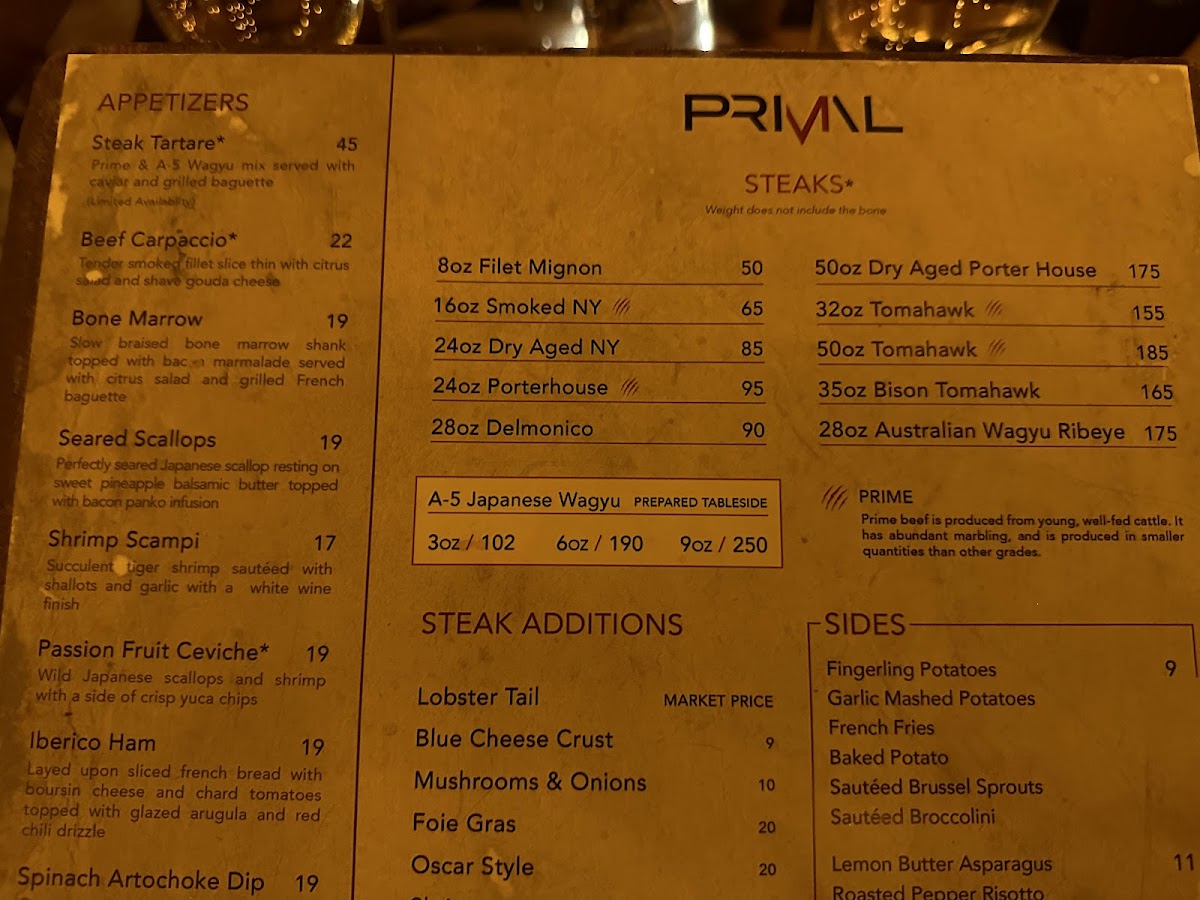 APPETIZERS
Steak Tartare* 45
Prime & A-5 Wagyu mix served with
caviar and grilled baguette
(Limited Availability)
Beef Carpaccio* 22
Tender smoked fillet slice thin with citrus
salad and shave gouda cheese
Bone Marrow 19
Slow braised bone marrow shank
topped with bacon marmalade served
with citrus salad and grilled French
baguette
Seared Scallops 19
Perfectly seared Japanese scallop resting on
sweet pineapple balsamic butter topped
with bacon panko infusion
Shrimp Scampi 17
Succulent tiger shrimp sautéed with
shallots and garlic with a white wine
finish
Passion Fruit Ceviche* 19
Wild Japanese scallops and shrimp
with a side of crisp yuca chips
Iberico Ham 19
Layed upon sliced french bread with
boursin cheese and chard tomatoes
topped with glazed arugula and red
chili drizzle
Spinach Artochoke Dip 19
PRIMAL
STEAKS*
Weight does not include the bone
8oz Filet Mignon 50
16oz Smoked NY 65
24oz Dry Aged NY 85
24oz Porterhouse 95
28oz Delmonico 90
50oz Dry Aged Porter House 175
32oz Tomahawk 155
50oz Tomahawk 185
35oz Bison Tomahawk 165
28oz Australian Wagyu Ribeye 175
A-5 Japanese Wagyu PREPARED TABLESIDE
3oz / 102 6oz / 190 9oz / 250
PRIME
Prime beef is produced from young, well-fed cattle. It
has abundant marbling, and is produced in smaller
quantities than other grades.
STEAK ADDITIONS
Lobster Tail MARKET PRICE
Blue Cheese Crust 9
Mushrooms & Onions 10
Foie Gras 20
Oscar Style 20
SIDES
Fingerling Potatoes 9
Garlic Mashed Potatoes
French Fries
Baked Potato
Sautéed Brussel Sprouts
Sautéed Broccolini
Lemon Butter Asparagus 11
Roasted Pepper Risotto